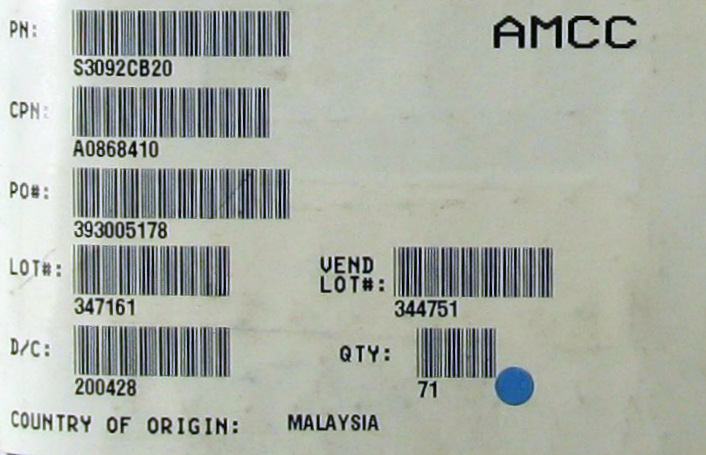 AMCC
PN:
S3092CB20
CPN:
A0868410
PO#:
393005178
LOT#:
347161
VEND
LOT#:
344751
D/C:
200428
QTY:
71
COUNTRY OF ORIGIN: MALAYSIA